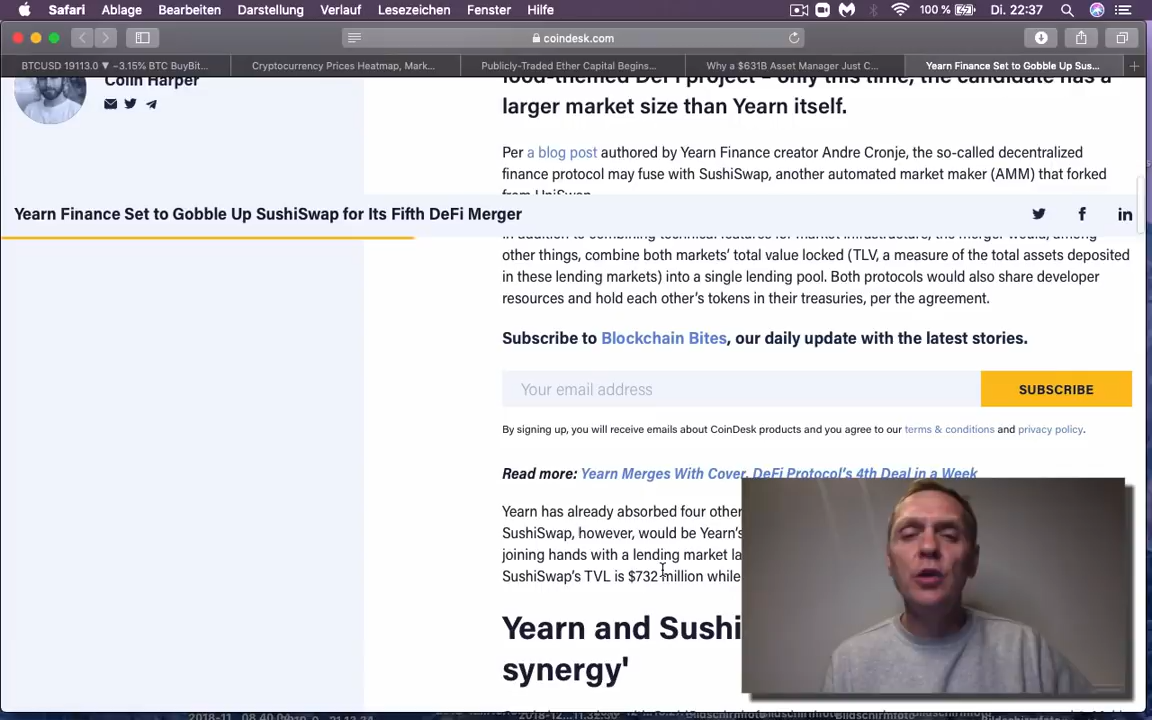 Safari Ablage Bearbeiten Darstellung Verlauf Lesezeichen Fenster Hilfe 100 % Di. 22:37
coindesk.com
BTCUSD 19113.0 ▼ −3.15% BTC BuyBit... Cryptocurrency Prices Heatmap, Mark... Publicly-Traded Ether Capital Begins... Why a $631B Asset Manager Just C... Yearn Finance Set to Gobble Up Sus...
Colin Harper
food-themed DeFi project – only this time, the candidate has a
larger market size than Yearn itself.
Per a blog post authored by Yearn Finance creator Andre Cronje, the so-called decentralized
finance protocol may fuse with SushiSwap, another automated market maker (AMM) that forked
from UniSwap.
Yearn Finance Set to Gobble Up SushiSwap for Its Fifth DeFi Merger
In addition to combining technical features for market infrastructure, the merger would, among
other things, combine both markets' total value locked (TLV, a measure of the total assets deposited
in these lending markets) into a single lending pool. Both protocols would also share developer
resources and hold each other's tokens in their treasuries, per the agreement.
Subscribe to Blockchain Bites, our daily update with the latest stories.
Your email address SUBSCRIBE
By signing up, you will receive emails about CoinDesk products and you agree to our terms & conditions and privacy policy.
Read more: Yearn Merges With Cover, DeFi Protocol's 4th Deal in a Week
Yearn has already absorbed four other
SushiSwap, however, would be Yearn's
joining hands with a lending market la
SushiSwap's TVL is $732 million while
Yearn and Sushi
synergy'